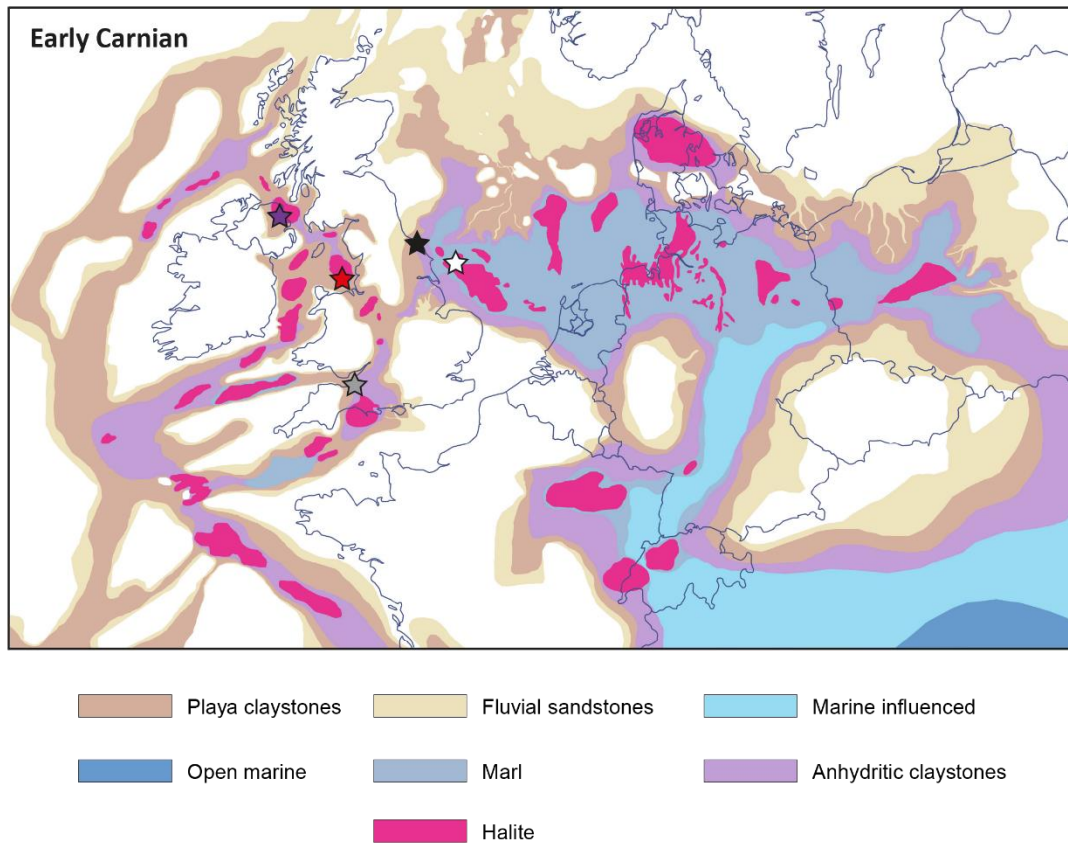 Early Carnian
Playa claystones
Fluvial sandstones
Marine influenced
Open marine
Marl
Anhydritic claystones
Halite